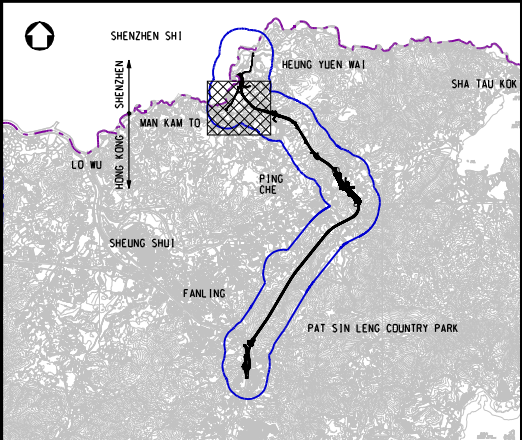 SHENZHEN SHI
HEUNG YUEN WAI
SHENZHEN
SHA TAU KOK
MAN KAM TO
HONG KONG
LO WU
PING
CHE
SHEUNG SHUI
FANLING
PAT SIN LENG COUNTRY PARK